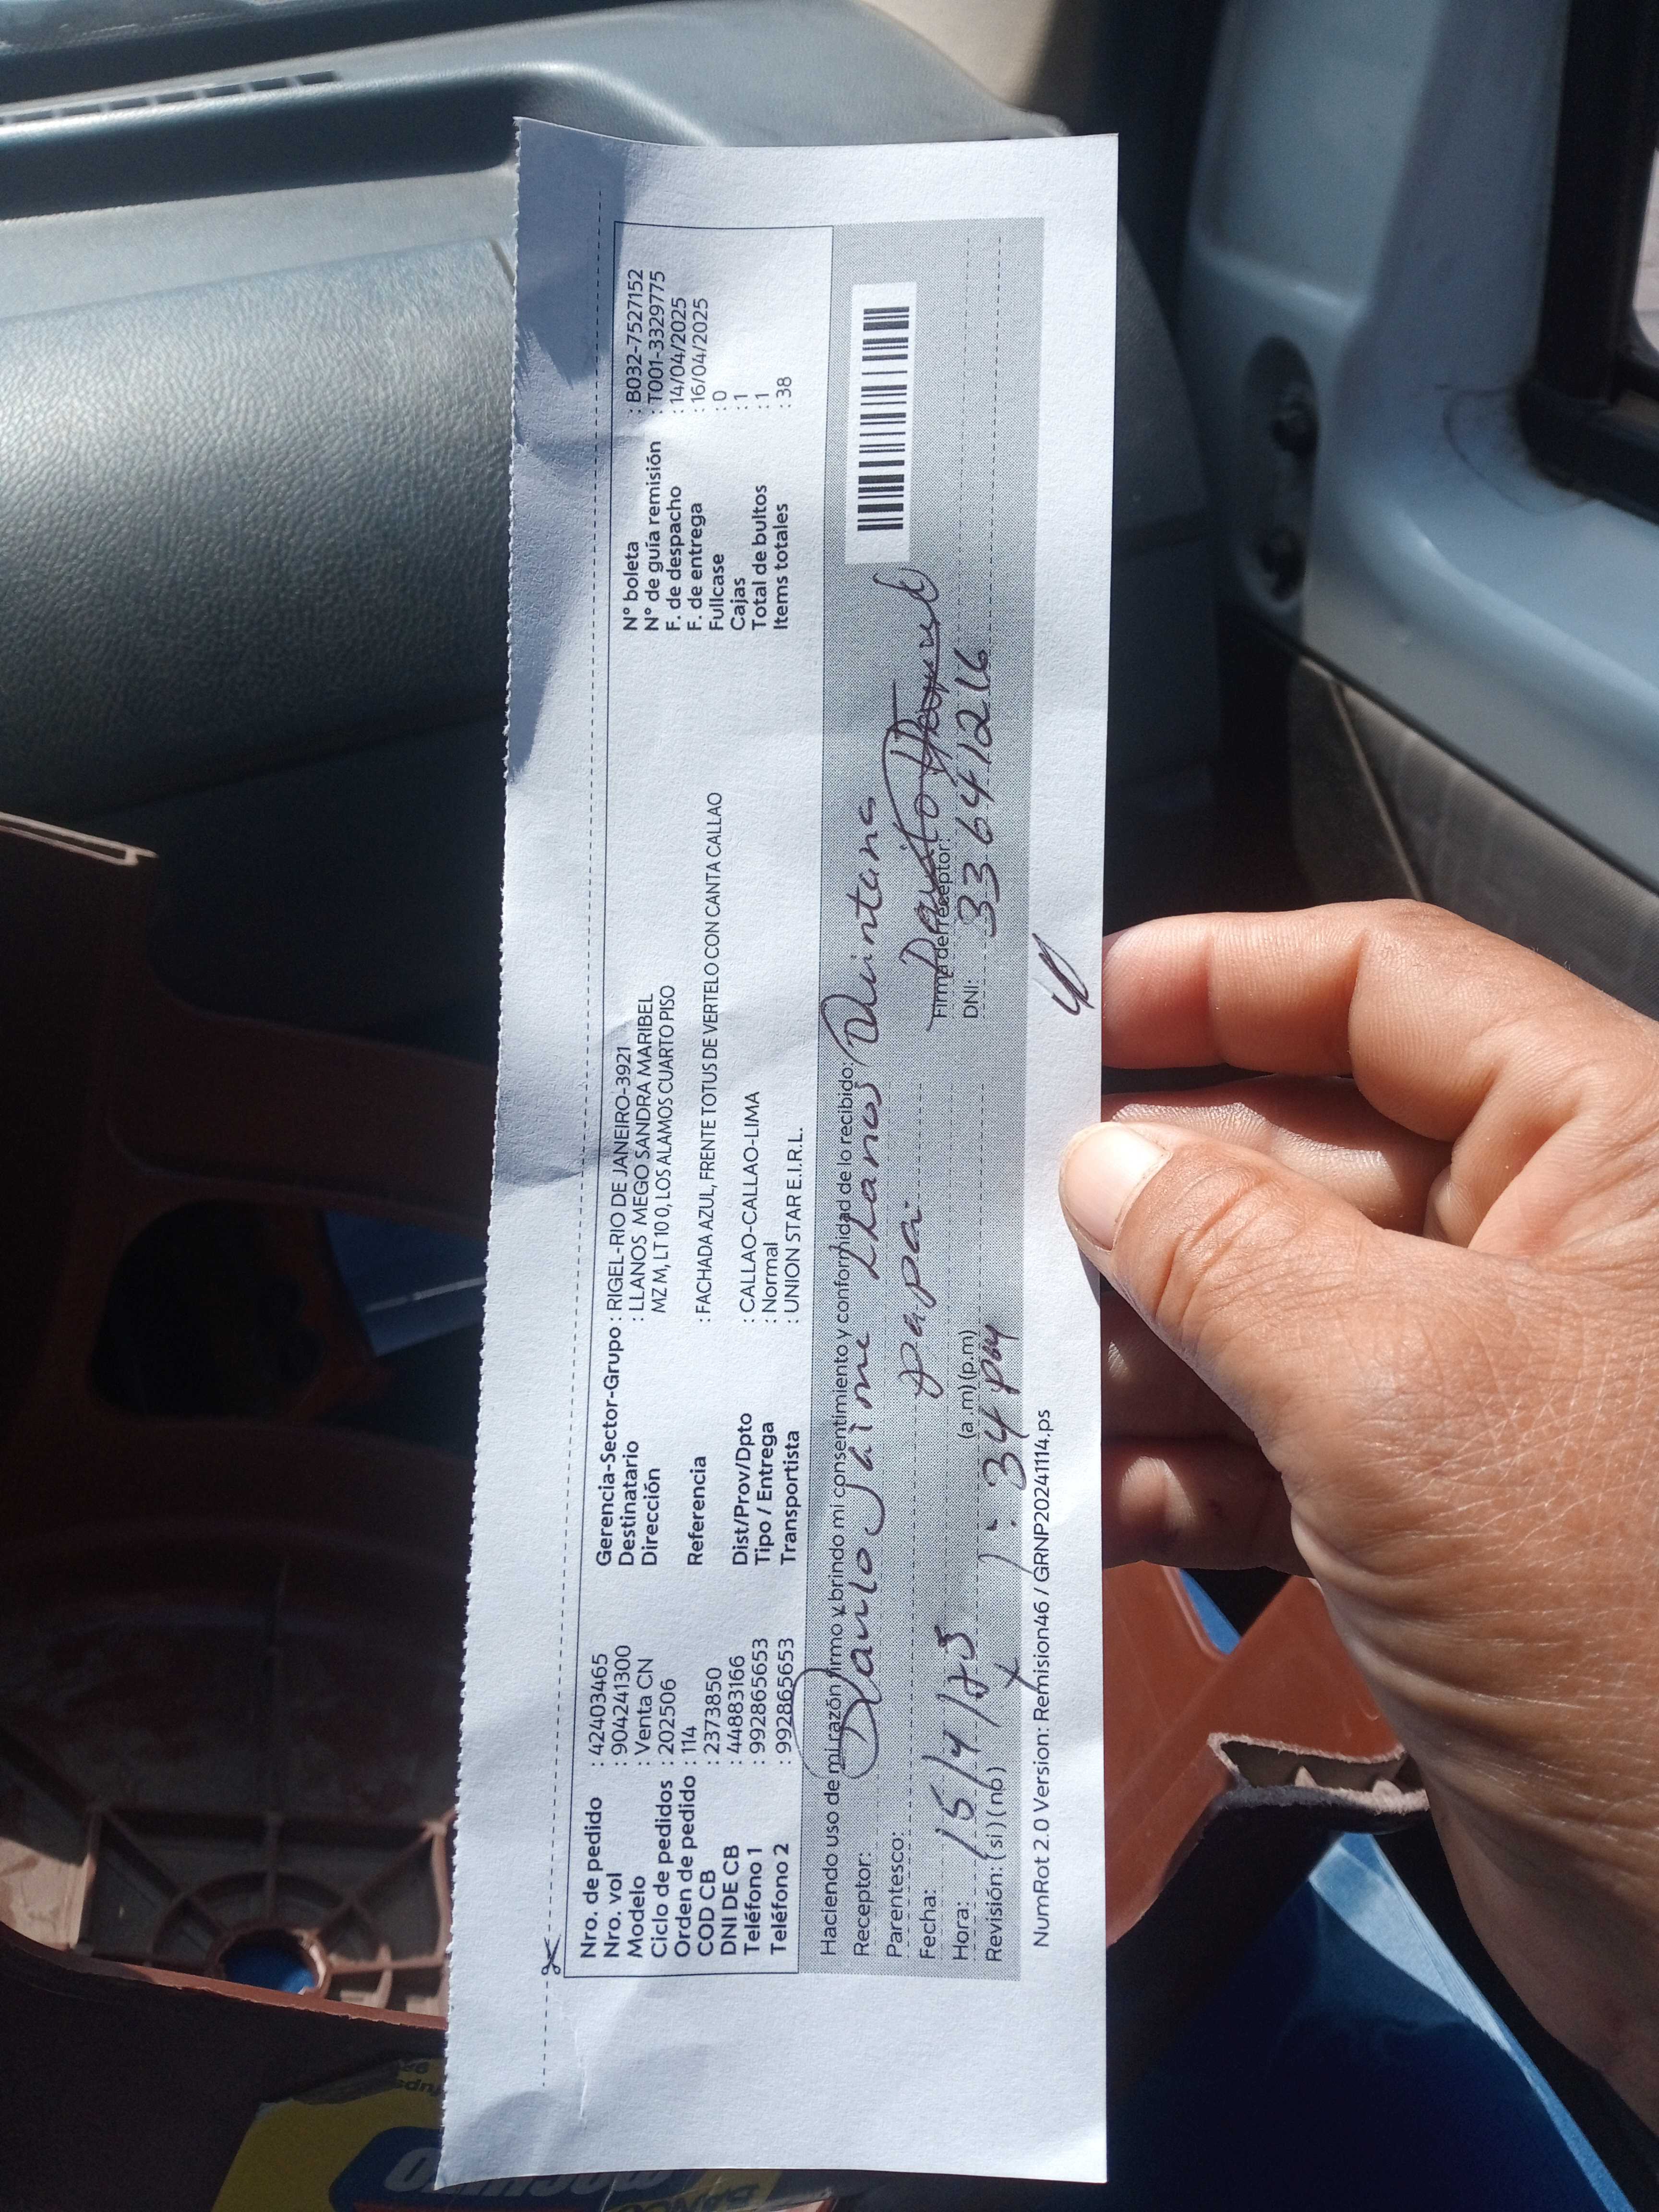 Nro. de pedido : 42403465
Nro. vol : 904241300
Modelo : Venta CN
Ciclo de pedidos : 202506
Orden de pedido : 114
COD CB : 2373850
DNI DE CB : 44883166
Teléfono 1 : 992865653
Teléfono 2 : 992865653
Gerencia-Sector-Grupo : RIGEL-RIO DE JANEIRO-3921
Destinatario : LLANOS MEGO SANDRA MARIBEL
Dirección MZ M, LT10 0, LOS ALAMOS CUARTO PISO
Referencia : FACHADA AZUL, FRENTE TOTUS DE VERTELO CON CANTA CALLAO
Dist/Prov/Dpto : CALLAO-CALLAO-LIMA
Tipo / Entrega : Normal
Transportista : UNION STAR E.I.R.L.
N° boleta : B032-7527152
N° de guía remisión : T001-3329775
F. de despacho : 14/04/2025
F. de entrega : 16/04/2025
Fullcase : 0
Cajas : 1
Total de bultos : 1
Items totales : 38
Haciendo uso de mi razón firmo y brindo mi consentimiento y conformidad de lo recibido:
Receptor: Danilo Jaime Llanos Quintana
Parentesco: papai
Fecha: 15/4/25
Firma del receptor:
Hora: 1:34 pm (a.m) (p.m)
DNI: 33641216
Revisión: (si) (no)
NumRot 2.0 Version: Remision46 / GRNP20241114.ps